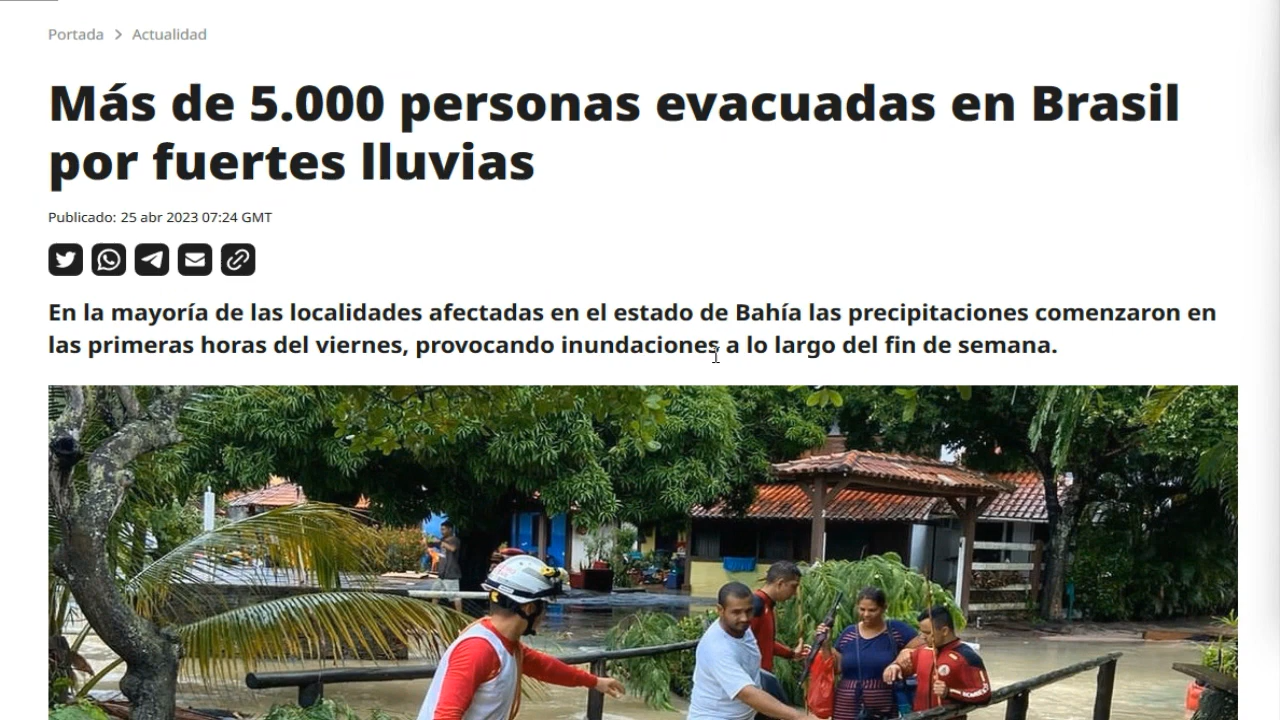 Portada > Actualidad
Más de 5.000 personas evacuadas en Brasil
por fuertes lluvias
Publicado: 25 abr 2023 07:24 GMT
En la mayoría de las localidades afectadas en el estado de Bahía las precipitaciones comenzaron en
las primeras horas del viernes, provocando inundaciones a lo largo del fin de semana.